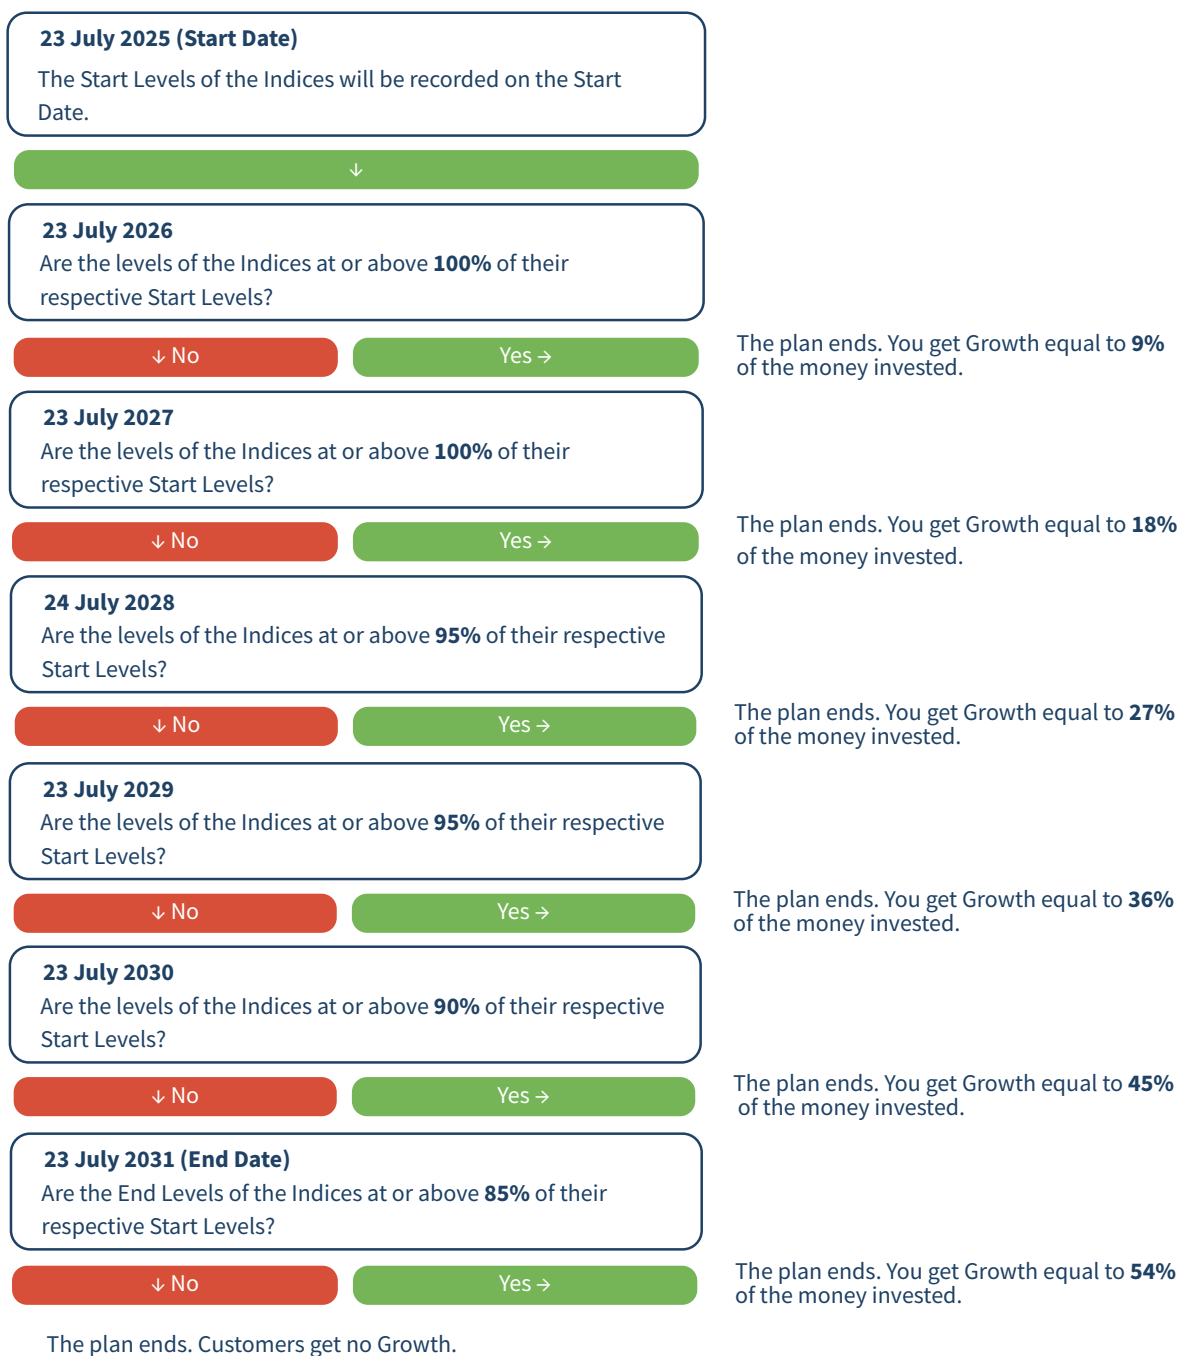 23 July 2025 (Start Date)
The Start Levels of the Indices will be recorded on the Start
Date.
↓
23 July 2026
Are the levels of the Indices at or above 100% of their
respective Start Levels?
↓ No
Yes →
The plan ends. You get Growth equal to 9%
of the money invested.
23 July 2027
Are the levels of the Indices at or above 100% of their
respective Start Levels?
↓ No
Yes →
The plan ends. You get Growth equal to 18%
of the money invested.
24 July 2028
Are the levels of the Indices at or above 95% of their respective
Start Levels?
↓ No
Yes →
The plan ends. You get Growth equal to 27%
of the money invested.
23 July 2029
Are the levels of the Indices at or above 95% of their respective
Start Levels?
↓ No
Yes →
The plan ends. You get Growth equal to 36%
of the money invested.
23 July 2030
Are the levels of the Indices at or above 90% of their respective
Start Levels?
↓ No
Yes →
The plan ends. You get Growth equal to 45%
of the money invested.
23 July 2031 (End Date)
Are the End Levels of the Indices at or above 85% of their
respective Start Levels?
↓ No
Yes →
The plan ends. You get Growth equal to 54%
of the money invested.
The plan ends. Customers get no Growth.